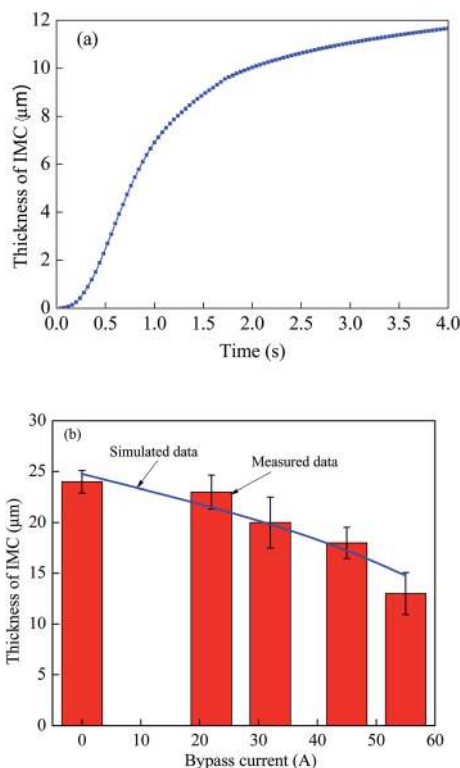 (a)
Thickness of IMC (μm)
12
10
8
6
4
2
0
0.0 0.5 1.0 1.5 2.0 2.5 3.0 3.5 4.0
Time (s)
(b)
Simulated data
Measured data
Thickness of IMC (μm)
30
25
20
15
10
5
0
0 10 20 30 40 50 60
Bypass current (A)